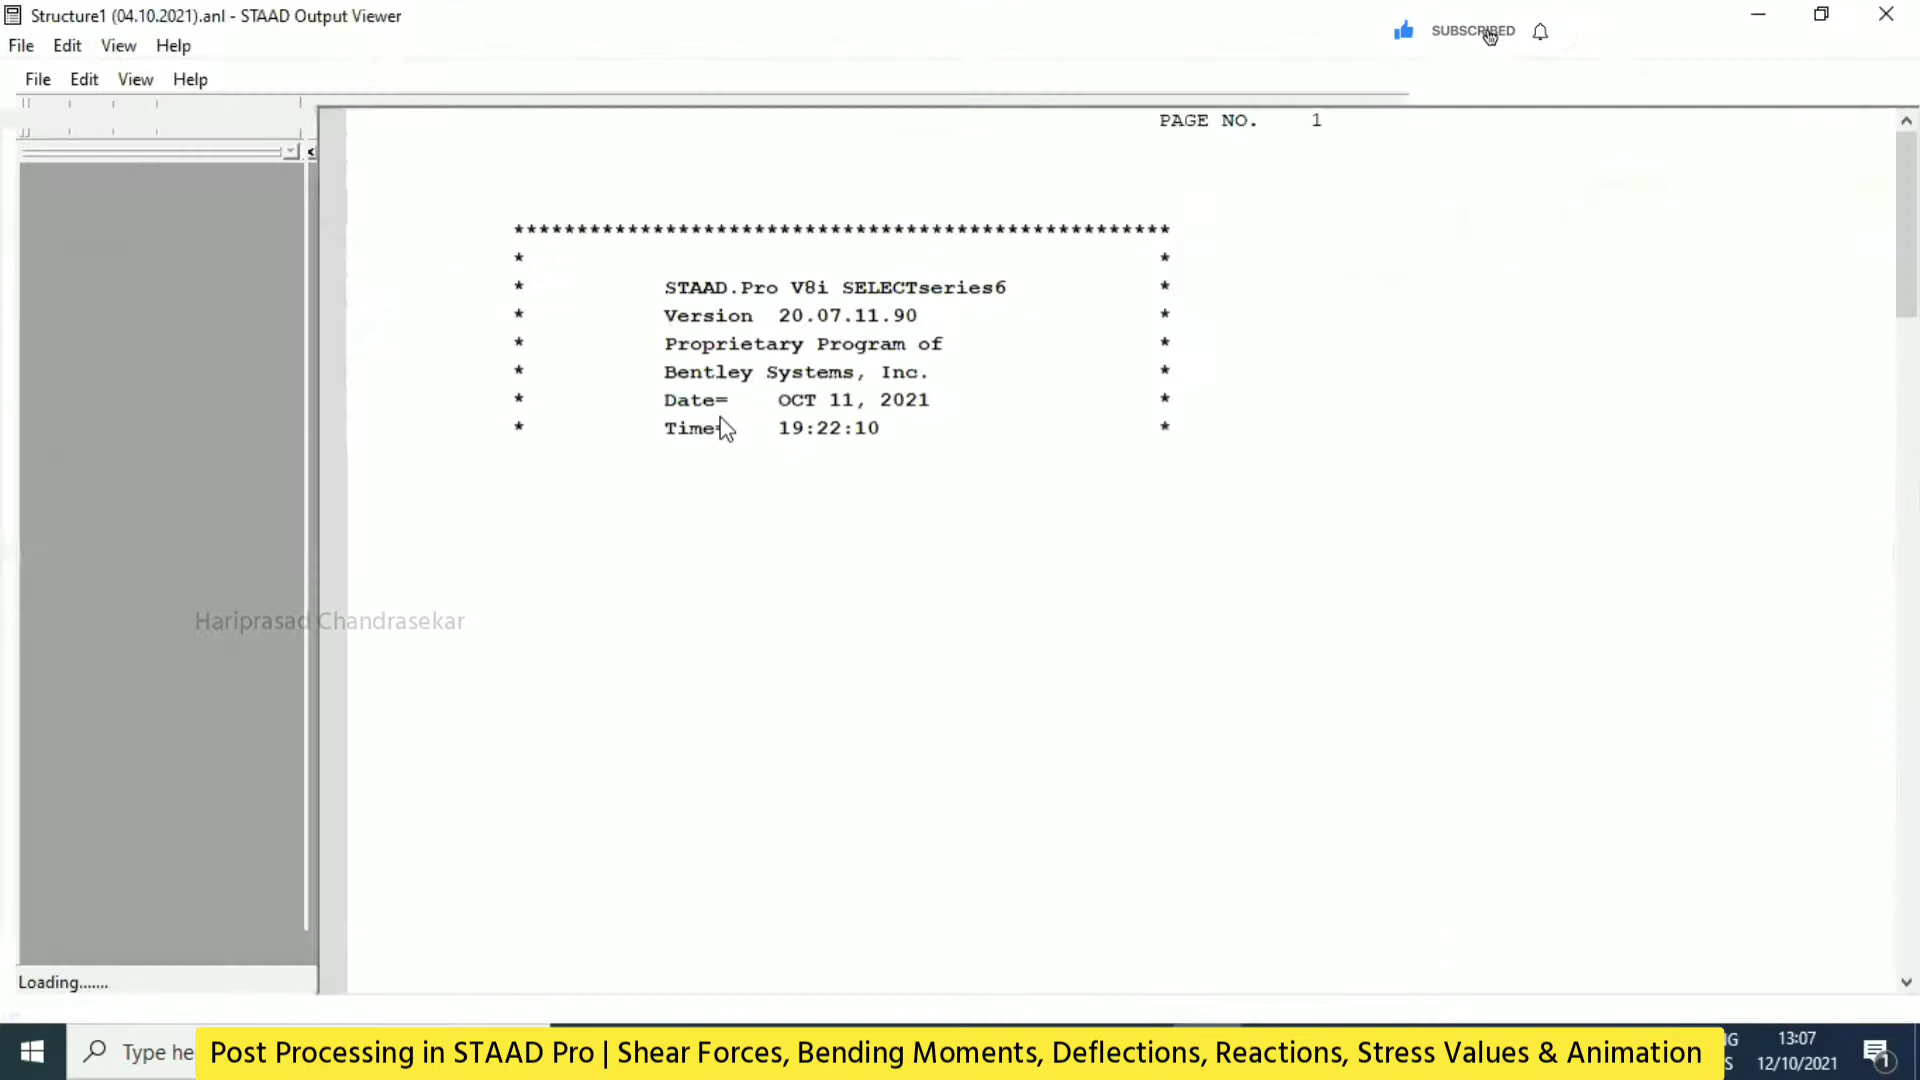 Structure1 (04.10.2021).anl - STAAD Output Viewer
SUBSCRIBED
File Edit View Help
File Edit View Help
PAGE NO. 1
****************************************************
* *
* STAAD.Pro V8i SELECTseries6 *
* Version 20.07.11.90 *
* Proprietary Program of *
* Bentley Systems, Inc. *
* Date= OCT 11, 2021 *
* Time= 19:22:10 *
Hariprasad Chandrasekar
Loading.......
Type he
Post Processing in STAAD Pro | Shear Forces, Bending Moments, Deflections, Reactions, Stress Values & Animation
13:07
12/10/2021
1